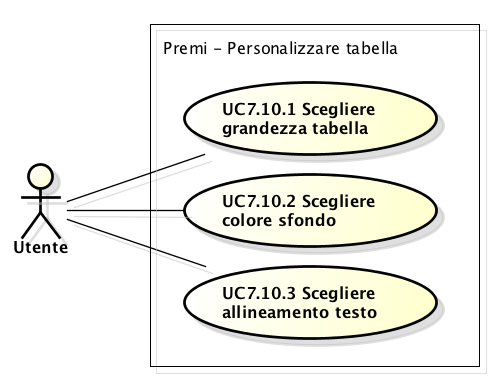 Premi - Personalizzare tabella
UC7.10.1 Scegliere
grandezza tabella
UC7.10.2 Scegliere
colore sfondo
Utente
UC7.10.3 Scegliere
allineamento testo